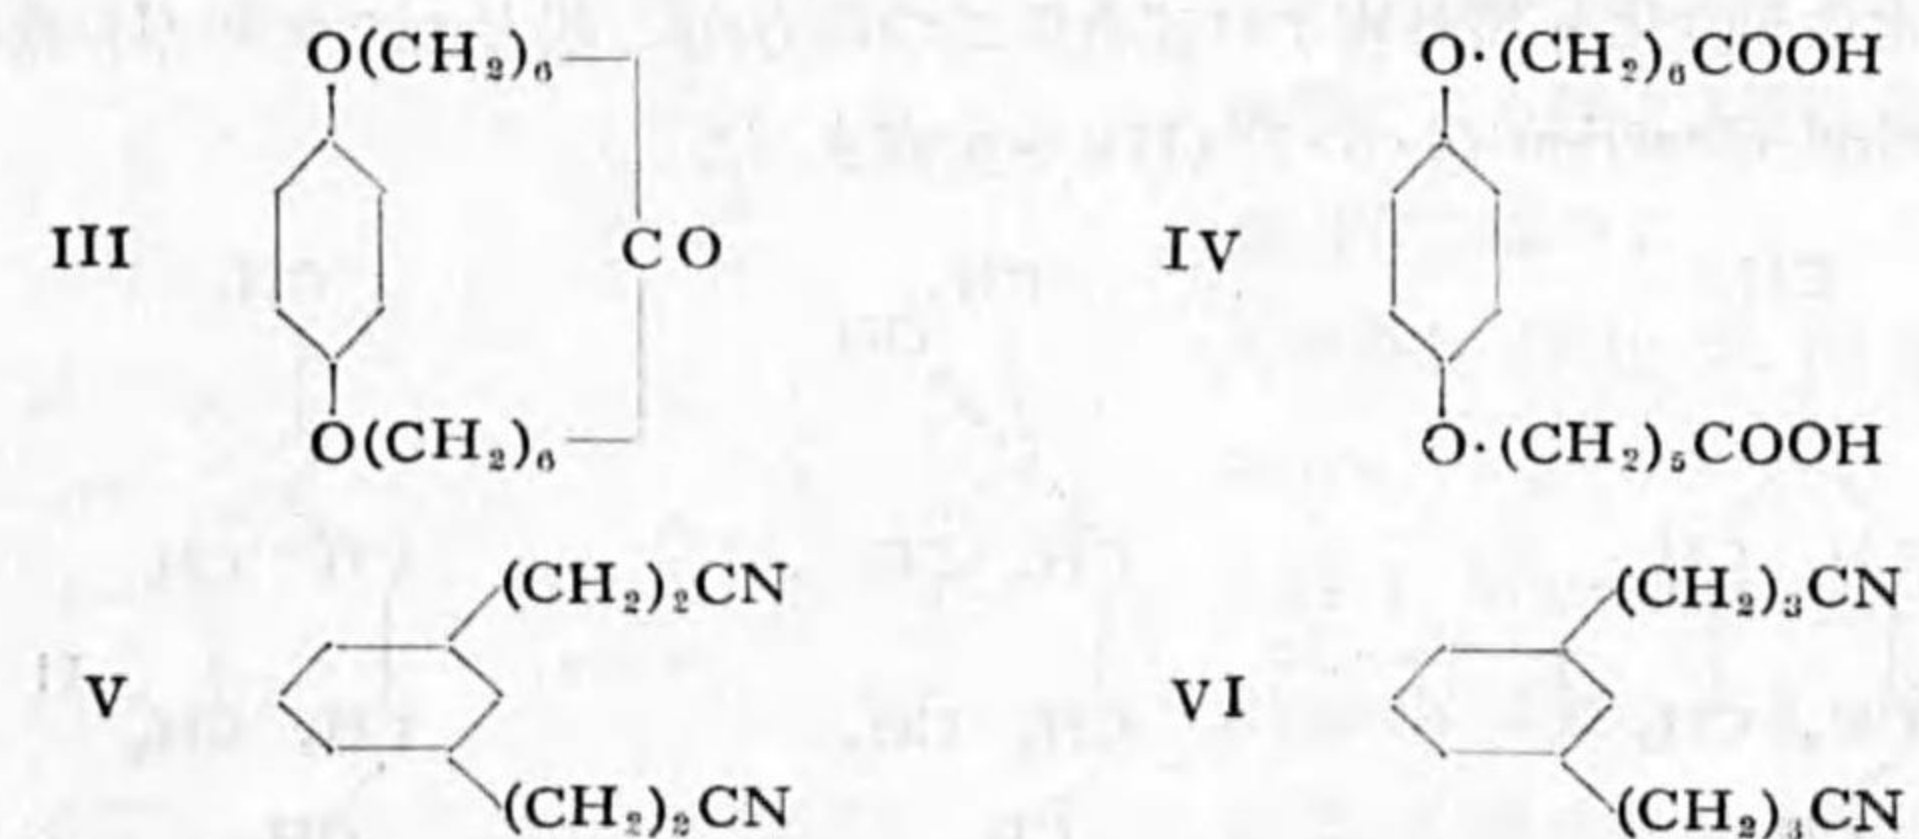 O(CH₂)₆ O·(CH₂)₆COOH
III CO IV
O(CH₂)₆ O·(CH₂)₅COOH
(CH₂)₂CN (CH₂)₃CN
V VI
(CH₂)₂CN (CH₂)₃CN